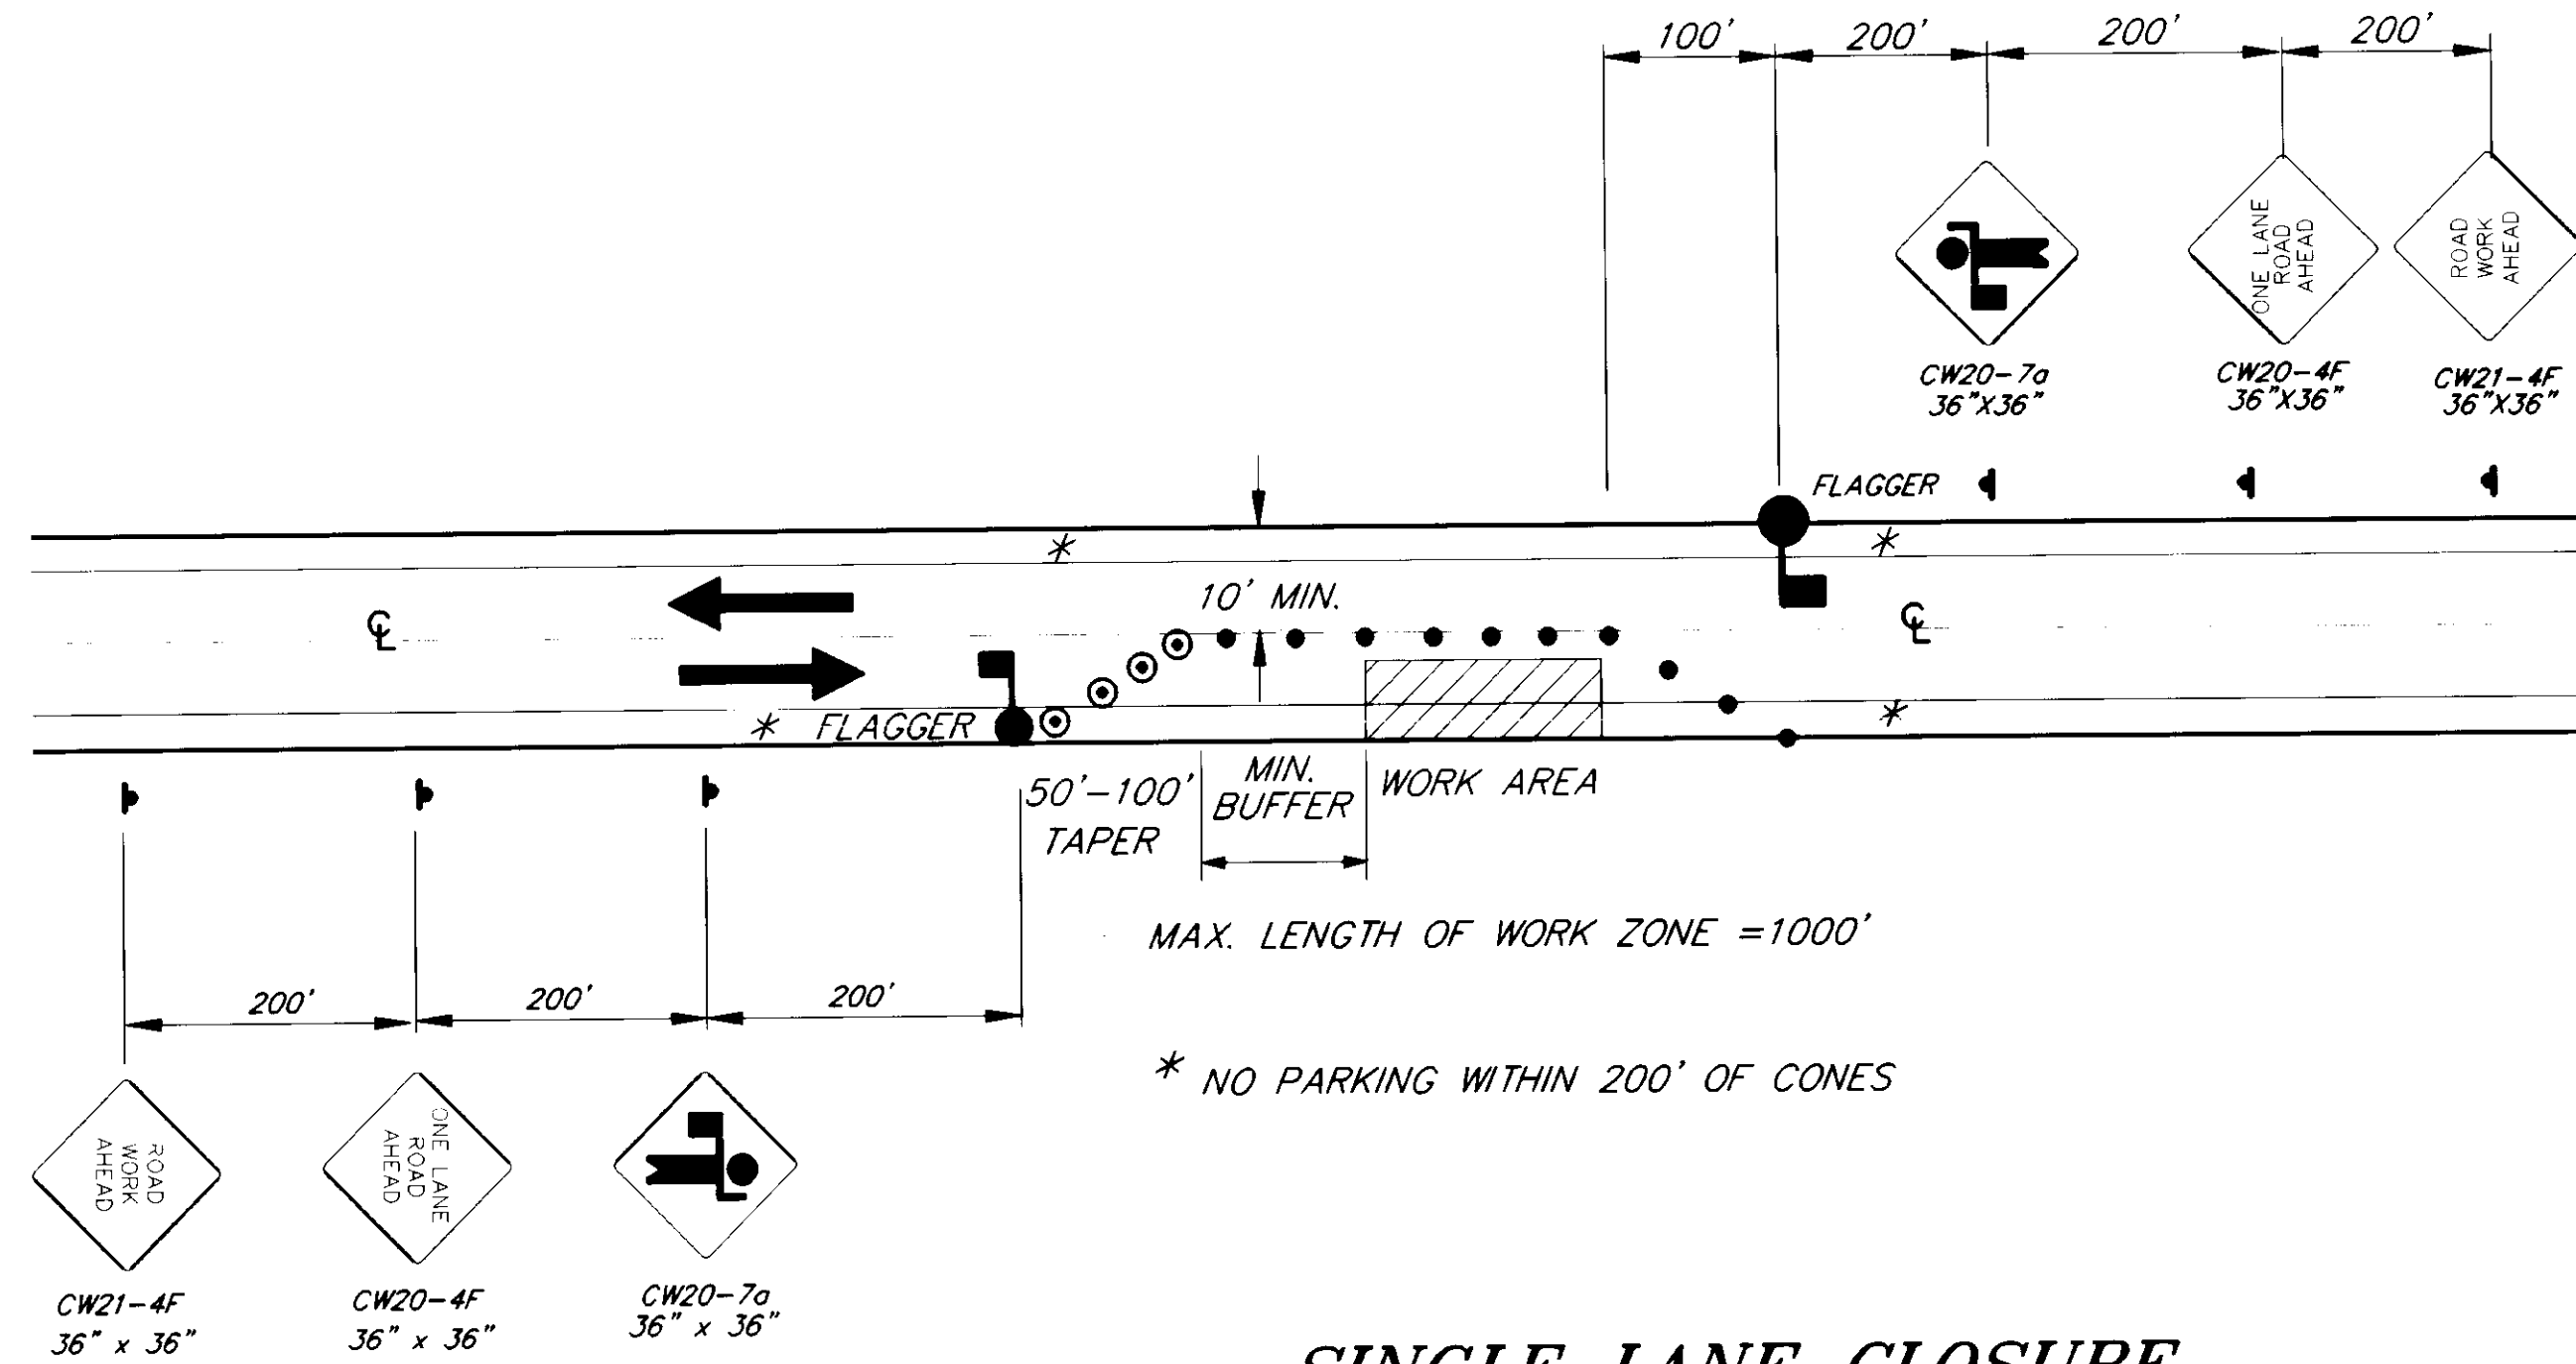 100' 200' 200' 200'
ONE LANE
ROAD
AHEAD
ROAD
WORK
AHEAD
CW20-7a
36"X36"
CW20-4F
36"X36"
CW21-4F
36"X36"
FLAGGER
*
*
10' MIN.
℄
℄
* FLAGGER
*
50'-100'
TAPER
MIN.
BUFFER
WORK AREA
MAX. LENGTH OF WORK ZONE =1000'
200' 200' 200'
* NO PARKING WITHIN 200' OF CONES
ROAD
WORK
AHEAD
ONE LANE
ROAD
AHEAD
CW21-4F
36" x 36"
CW20-4F
36" x 36"
CW20-7a
36" x 36"
SINGLE LANE CLOSURE